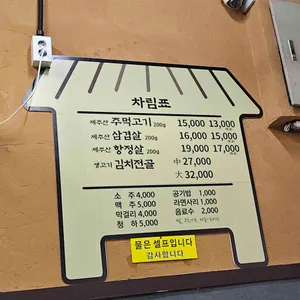 차림표
제주산 주먹고기 200g 15,000 13,000
제주산 삼겹살 200g 16,000 15,000
제주산 항정살 200g 19,000 17,000
생고기 김치전골 中 27,000
大 32,000
소 주 4,000 공기밥 1,000
맥 주 5,000 라면사리 1,000
막걸리 4,000 음료수 2,000
청 하 5,000
물은 셀프입니다
감사합니다